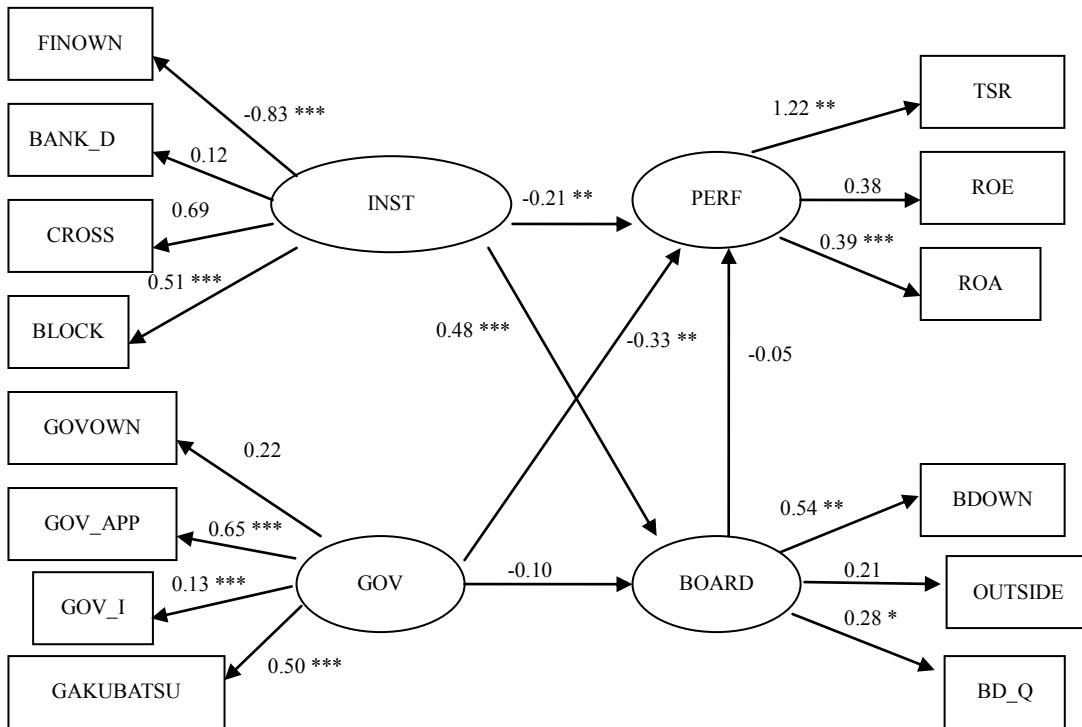 FINOWN
TSR
-0.83 ***
1.22 **
BANK_D
0.12
INST
-0.21 **
PERF
0.38
ROE
CROSS
0.69
0.39 ***
ROA
0.51 ***
BLOCK
0.48 ***
-0.33 **
-0.05
GOVOWN
0.22
BDOWN
0.54 **
GOV_APP
0.65 ***
GOV
-0.10
BOARD
0.21
OUTSIDE
0.13 ***
GOV_I
0.28 *
0.50 ***
GAKUBATSU
BD_Q